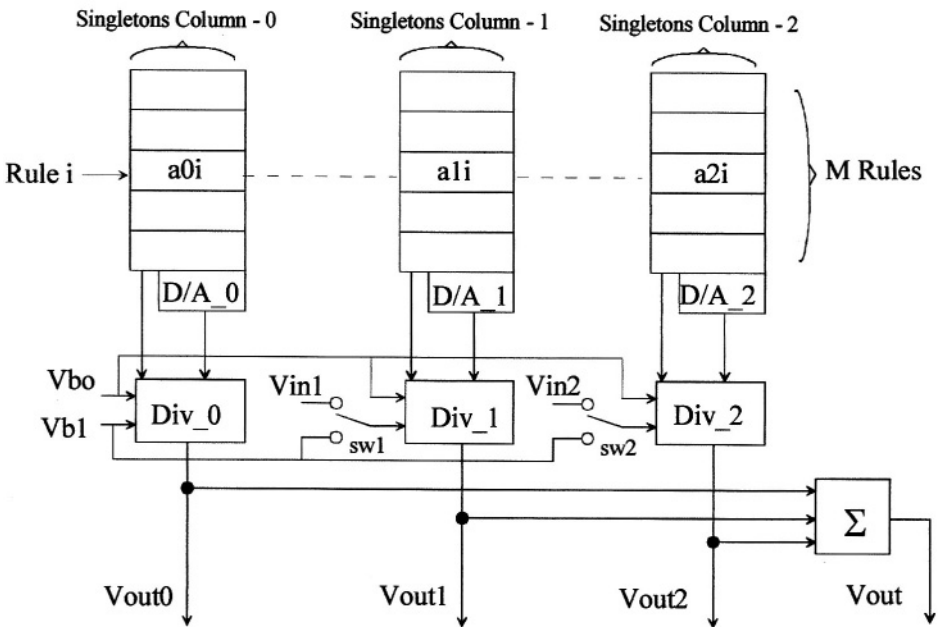 Singletons Column - 0
Singletons Column - 1
Singletons Column - 2
Rule i
a0i
a1i
a2i
M Rules
D/A_0
D/A_1
D/A_2
Vbo
Vb1
Div_0
Vin1
sw1
Div_1
Vin2
sw2
Div_2
Σ
Vout0
Vout1
Vout2
Vout